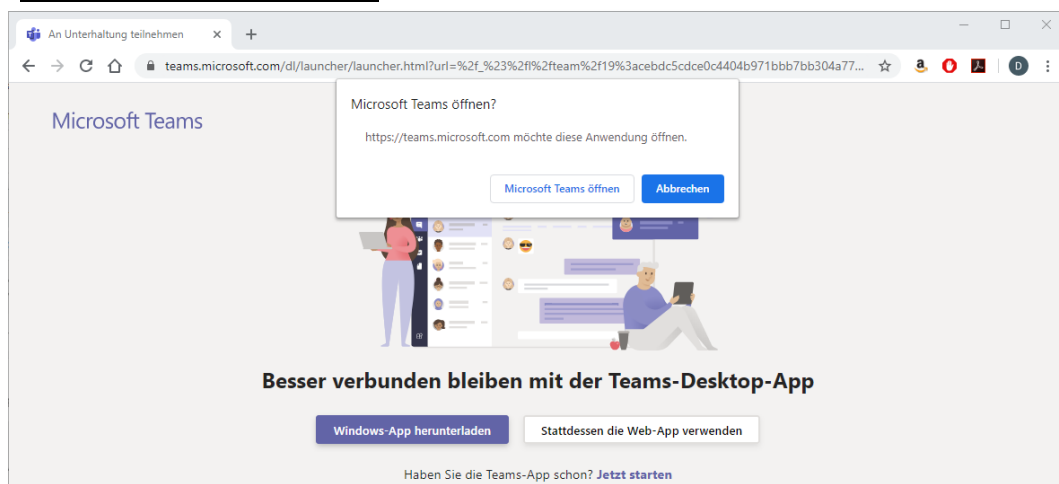 An Unterhaltung teilnehmen
teams.microsoft.com/dl/launcher/launcher.html?url=%2f_%23%2fl%2fteam%2f19%3acebdc5cdce0c4404b971bbb7bb304a77...
D
Microsoft Teams
Microsoft Teams öffnen?
https://teams.microsoft.com möchte diese Anwendung öffnen.
Microsoft Teams öffnen Abbrechen
Besser verbunden bleiben mit der Teams-Desktop-App
Windows-App herunterladen Stattdessen die Web-App verwenden
Haben Sie die Teams-App schon? Jetzt starten